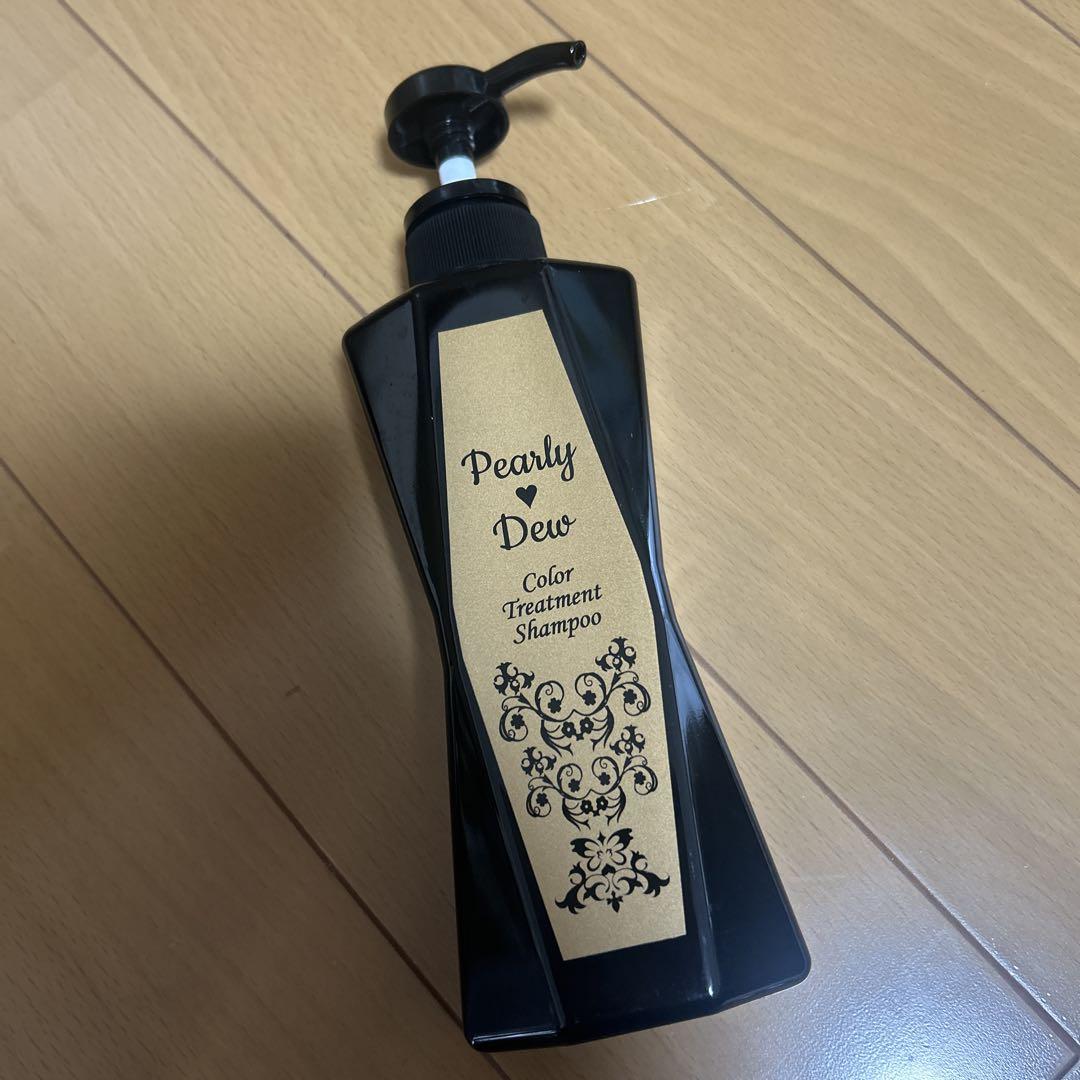 Pearly
♥
Dew
Color
Treatment
Shampoo